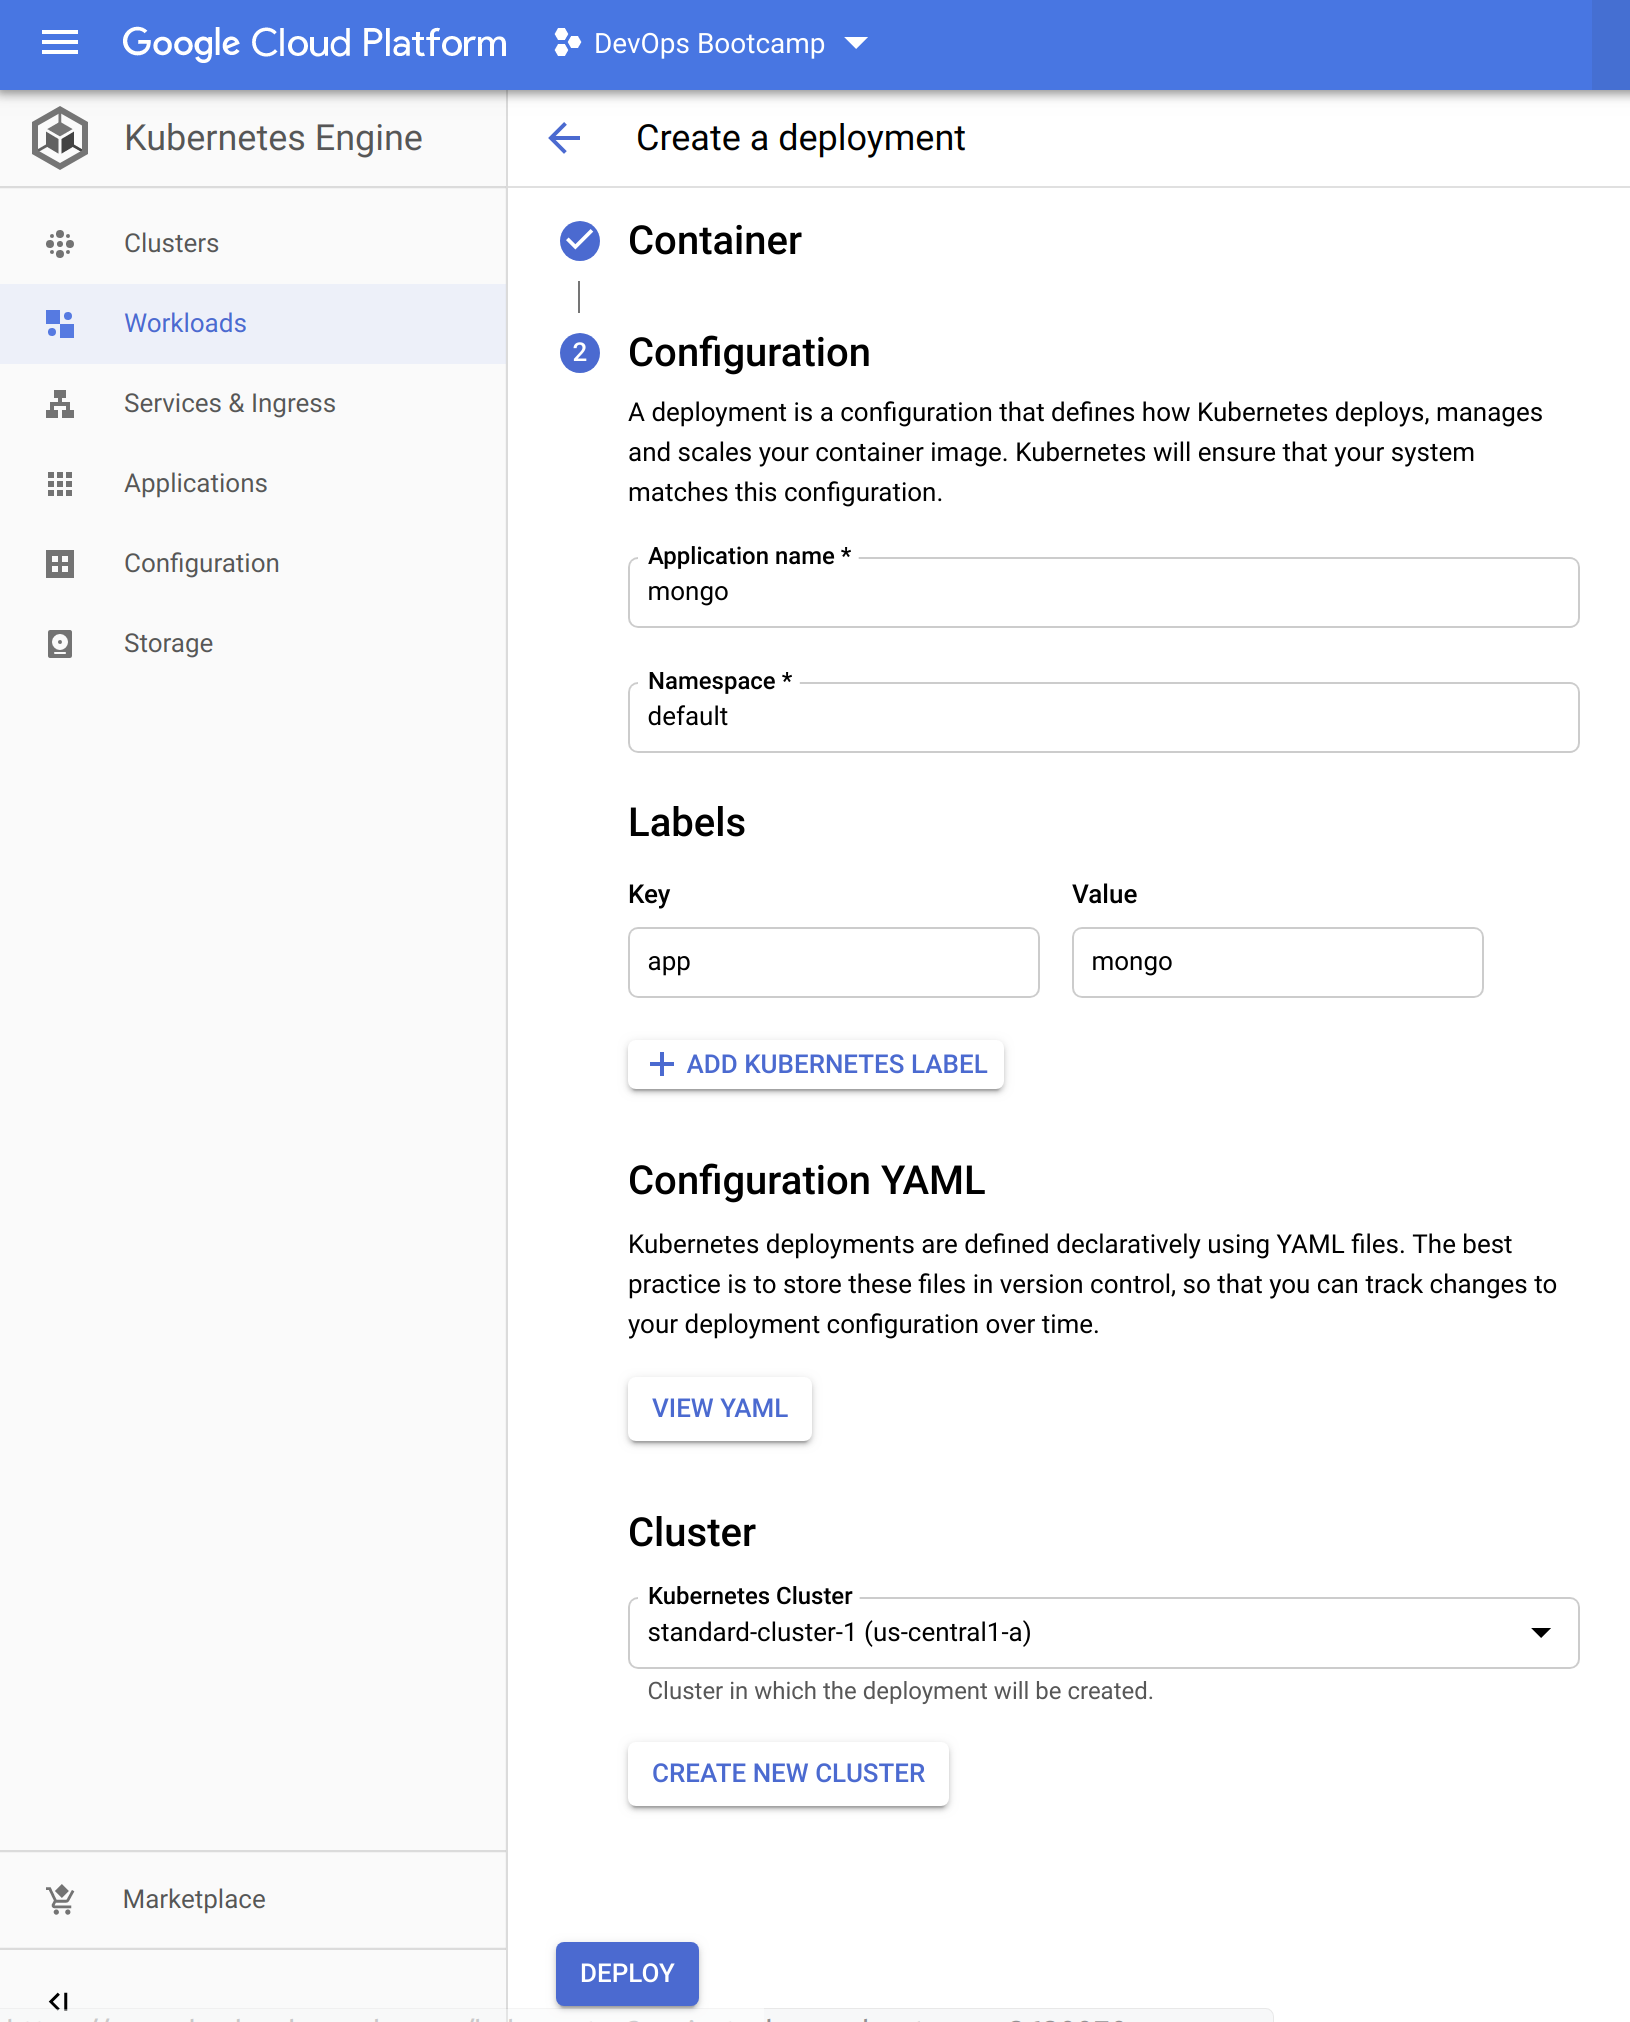 Google Cloud Platform
DevOps Bootcamp
Kubernetes Engine
Create a deployment
Clusters
Workloads
Services & Ingress
Applications
Configuration
Storage
Marketplace
Container
2 Configuration
A deployment is a configuration that defines how Kubernetes deploys, manages
and scales your container image. Kubernetes will ensure that your system
matches this configuration.
Application name *
mongo
Namespace *
default
Labels
Key Value
app mongo
ADD KUBERNETES LABEL
Configuration YAML
Kubernetes deployments are defined declaratively using YAML files. The best
practice is to store these files in version control, so that you can track changes to
your deployment configuration over time.
VIEW YAML
Cluster
Kubernetes Cluster
standard-cluster-1 (us-central1-a)
Cluster in which the deployment will be created.
CREATE NEW CLUSTER
DEPLOY